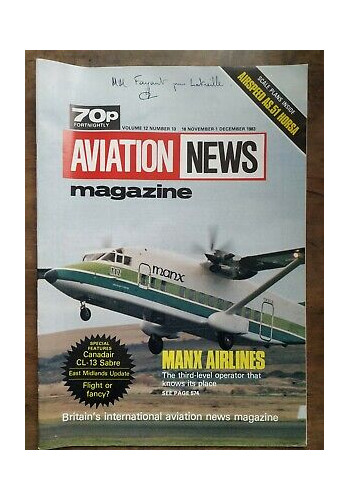 70p
FORTNIGHTLY
VOLUME 12 NUMBER 13 18 NOVEMBER-1 DECEMBER 1983
SCALE PLANS INSIDE
AIRSPEED AS.51 HORSA
AVIATION NEWS
magazine
manx
SPECIAL
FEATURES
Canadair
CL-13 Sabre
East Midlands Update
Flight or
fancy?
MANX AIRLINES
The third-level operator that
knows its place
SEE PAGE 574
Britain's international aviation news magazine